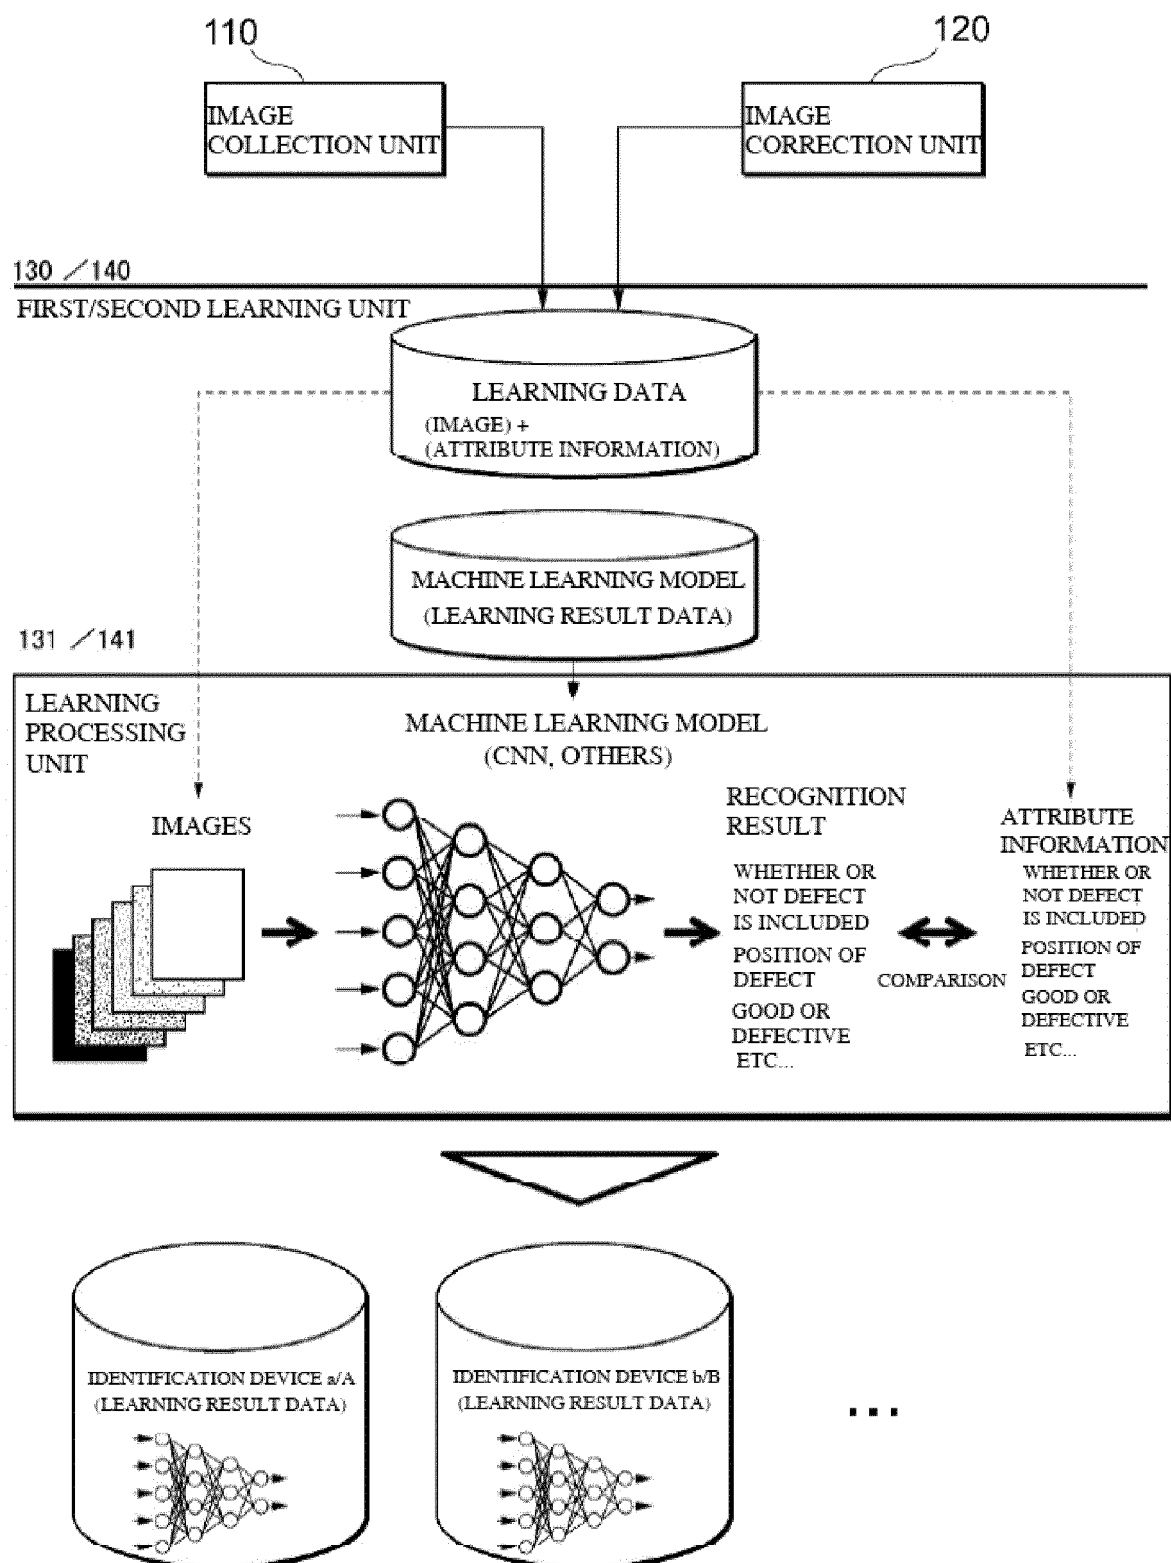 110
120
IMAGE
COLLECTION UNIT
IMAGE
CORRECTION UNIT
130 /140
FIRST/SECOND LEARNING UNIT
LEARNING DATA
(IMAGE) +
(ATTRIBUTE INFORMATION)
MACHINE LEARNING MODEL
(LEARNING RESULT DATA)
131 /141
LEARNING
PROCESSING
UNIT
MACHINE LEARNING MODEL
(CNN, OTHERS)
IMAGES
RECOGNITION
RESULT
WHETHER OR
NOT DEFECT
IS INCLUDED
POSITION OF
DEFECT
GOOD OR
DEFECTIVE
ETC...
COMPARISON
ATTRIBUTE
INFORMATION
WHETHER OR
NOT DEFECT
IS INCLUDED
POSITION OF
DEFECT
GOOD OR
DEFECTIVE
ETC...
IDENTIFICATION DEVICE a/A
(LEARNING RESULT DATA)
IDENTIFICATION DEVICE b/B
(LEARNING RESULT DATA)
...